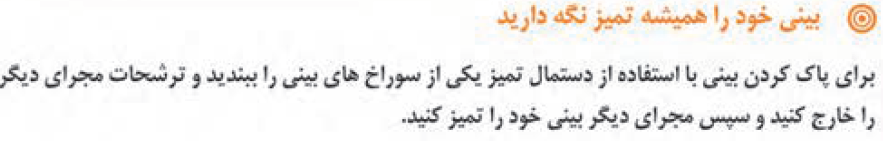 بینی خود را همیشه تمیز نگه دارید
برای پاک کردن بینی با استفاده از دستمال تمیز یکی از سوراخ های بینی را ببندید و ترشحات مجرای دیگر
را خارج کنید و سپس مجرای دیگر بینی خود را تمیز کنید.